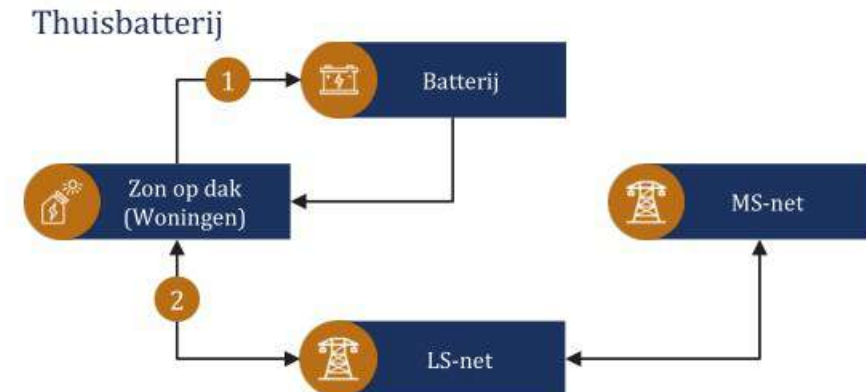 Thuisbatterij
1
Batterij
Zon op dak
(Woningen)
MS-net
2
LS-net